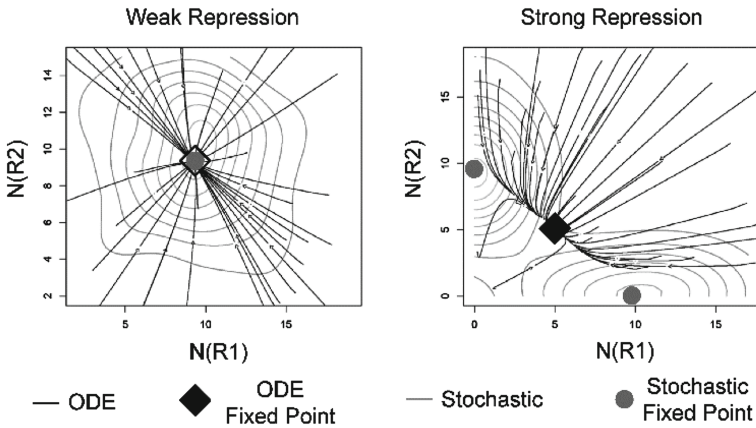 Weak Repression
Strong Repression
N(R2)
14
12
10
8
6
4
2
5
10
15
N(R1)
N(R2)
15
10
5
0
0
5
10
15
N(R1)
ODE
ODE
Fixed Point
Stochastic
Stochastic
Fixed Point